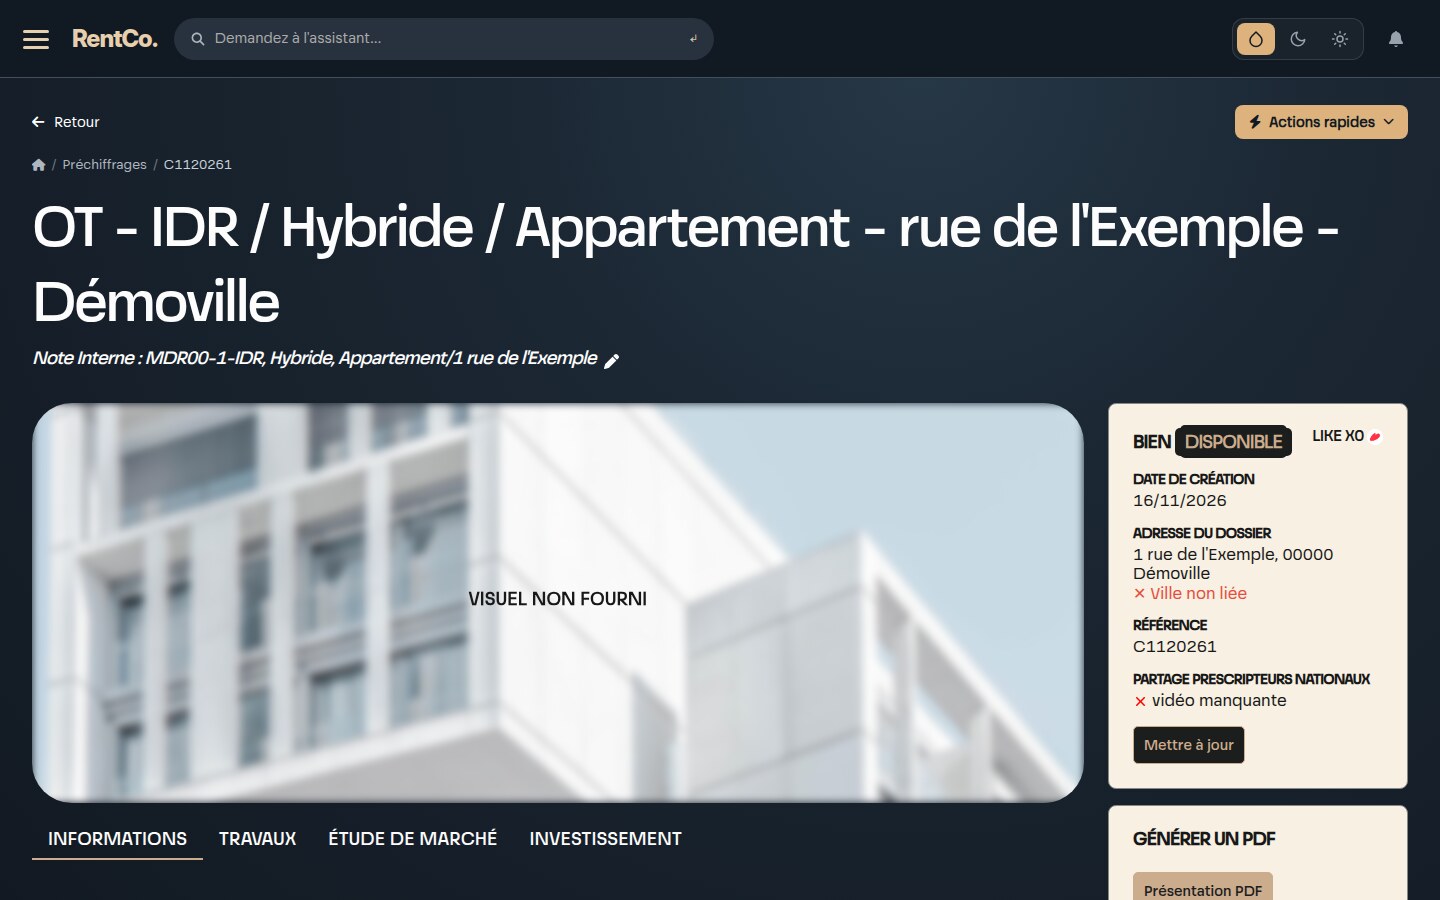 RentCo.
Demandez à l'assistant...
Retour
Actions rapides
/ Préchiffrages / C1120261
OT - IDR / Hybride / Appartement - rue de l'Exemple -
Démoville
Note Interne : MDR00-1-IDR, Hybride, Appartement/1 rue de l'Exemple
VISUEL NON FOURNI
INFORMATIONS
TRAVAUX
ÉTUDE DE MARCHÉ
INVESTISSEMENT
BIEN DISPONIBLE
LIKE X0
DATE DE CRÉATION
16/11/2026
ADRESSE DU DOSSIER
1 rue de l'Exemple, 00000
Démoville
Ville non liée
RÉFÉRENCE
C1120261
PARTAGE PRESCRIPTEURS NATIONAUX
vidéo manquante
Mettre à jour
GÉNÉRER UN PDF
Présentation PDF